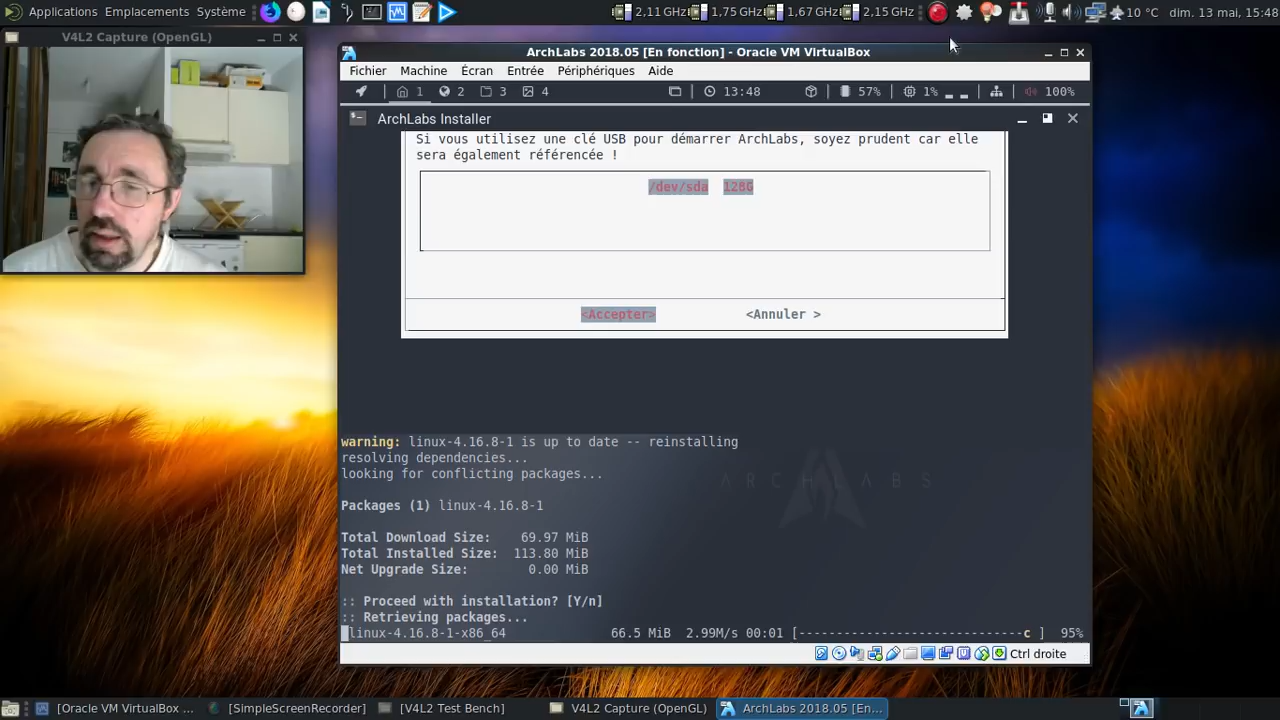 Applications Emplacements Système
2,11 GHz 1,75 GHz 1,67 GHz 2,15 GHz 10 °C dim. 13 mai, 15:48
V4L2 Capture (OpenGL)
ArchLabs 2018.05 [En fonction] - Oracle VM VirtualBox
Fichier Machine Écran Entrée Périphériques Aide
1 2 3 4 13:48 57% 1% 100%
ArchLabs Installer
Si vous utilisez une clé USB pour démarrer ArchLabs, soyez prudent car elle
sera également référencée !
/dev/sda 128G
<Accepter> <Annuler >
ARCHLABS
warning: linux-4.16.8-1 is up to date -- reinstalling
resolving dependencies...
looking for conflicting packages...
Packages (1) linux-4.16.8-1
Total Download Size: 69.97 MiB
Total Installed Size: 113.80 MiB
Net Upgrade Size: 0.00 MiB
:: Proceed with installation? [Y/n]
:: Retrieving packages...
linux-4.16.8-1-x86_64 66.5 MiB 2.99M/s 00:01 [-----------------------------c ] 95%
Ctrl droite
[Oracle VM VirtualBox ... [SimpleScreenRecorder] [V4L2 Test Bench] V4L2 Capture (OpenGL) ArchLabs 2018.05 [En...